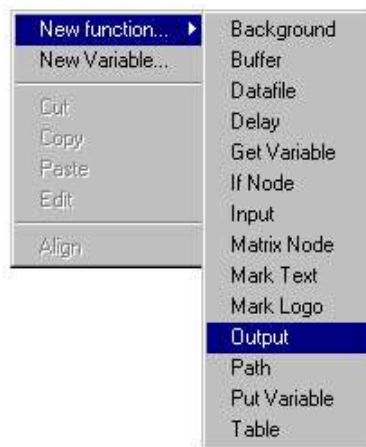 New function...
New Variable...
Cut
Copy
Paste
Edit
Align
Background
Buffer
Datafile
Delay
Get Variable
If Node
Input
Matrix Node
Mark Text
Mark Logo
Output
Path
Put Variable
Table